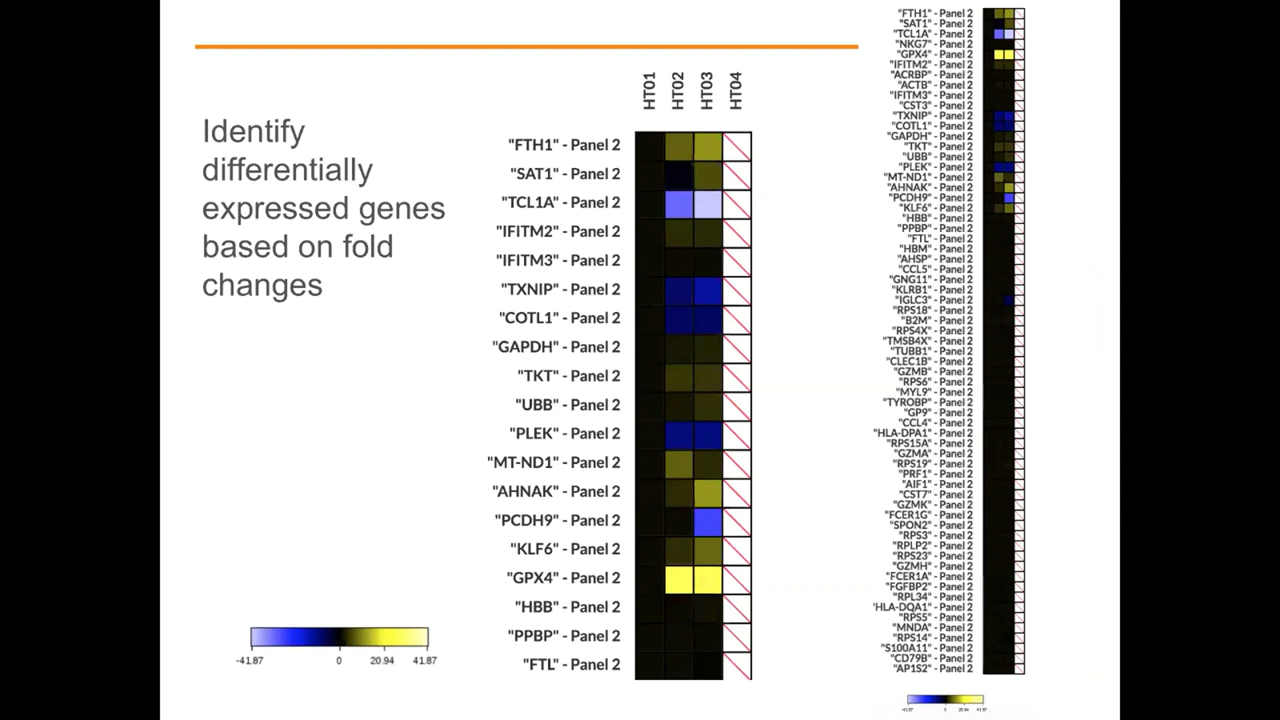 Identify
differentially
expressed genes
based on fold
changes
HT01
HT02
HT03
HT04
"FTH1" - Panel 2
"SAT1" - Panel 2
"TCL1A" - Panel 2
"IFITM2" - Panel 2
"IFITM3" - Panel 2
"TXNIP" - Panel 2
"COTL1" - Panel 2
"GAPDH" - Panel 2
"TKT" - Panel 2
"UBB" - Panel 2
"PLEK" - Panel 2
"MT-ND1" - Panel 2
"AHNAK" - Panel 2
"PCDH9" - Panel 2
"KLF6" - Panel 2
"GPX4" - Panel 2
"HBB" - Panel 2
"PPBP" - Panel 2
"FTL" - Panel 2
-41.87 0 20.94 41.87
"FTH1" - Panel 2
"SAT1" - Panel 2
"TCL1A" - Panel 2
"NKG7" - Panel 2
"GPX4" - Panel 2
"IFITM2" - Panel 2
"ACRBP" - Panel 2
"ACTB" - Panel 2
"IFITM3" - Panel 2
"CST3" - Panel 2
"TXNIP" - Panel 2
"COTL1" - Panel 2
"GAPDH" - Panel 2
"TKT" - Panel 2
"UBB" - Panel 2
"PLEK" - Panel 2
"MT-ND1" - Panel 2
"AHNAK" - Panel 2
"PCDH9" - Panel 2
"KLF6" - Panel 2
"HBB" - Panel 2
"PPBP" - Panel 2
"FTL" - Panel 2
"HBM" - Panel 2
"AHSP" - Panel 2
"CCL5" - Panel 2
"GNG11" - Panel 2
"KLRB1" - Panel 2
"IGLC3" - Panel 2
"RPS18" - Panel 2
"B2M" - Panel 2
"RPS4X" - Panel 2
"TMSB4X" - Panel 2
"TUBB1" - Panel 2
"CLEC1B" - Panel 2
"GZMB" - Panel 2
"RPS6" - Panel 2
"MYL9" - Panel 2
"TYROBP" - Panel 2
"GP9" - Panel 2
"CCL4" - Panel 2
"HLA-DPA1" - Panel 2
"RPS15A" - Panel 2
"GZMA" - Panel 2
"RPS19" - Panel 2
"PRF1" - Panel 2
"AIF1" - Panel 2
"CST7" - Panel 2
"GZMK" - Panel 2
"FCER1G" - Panel 2
"SPON2" - Panel 2
"RPS3" - Panel 2
"RPLP2" - Panel 2
"RPS23" - Panel 2
"GZMH" - Panel 2
"FCER1A" - Panel 2
"FGFBP2" - Panel 2
"RPL34" - Panel 2
'HLA-DQA1" - Panel 2
"RPS5" - Panel 2
"MNDA" - Panel 2
"RPS14" - Panel 2
"S100A11" - Panel 2
"CD79B" - Panel 2
"AP1S2" - Panel 2
-41.87 0 20.94 41.87